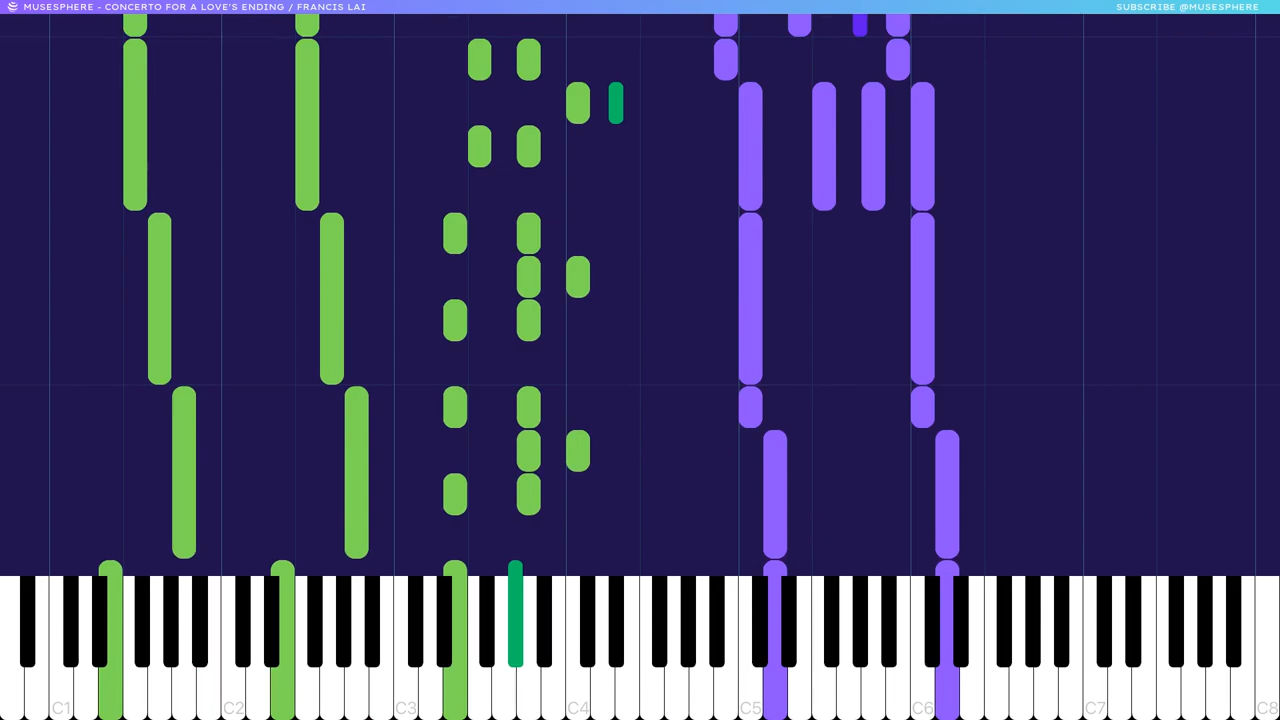 MUSESPHERE - CONCERTO FOR A LOVE'S ENDING / FRANCIS LAI
SUBSCRIBE @MUSESPHERE
C1 C2 C3 C4 C5 C6 C7 C8